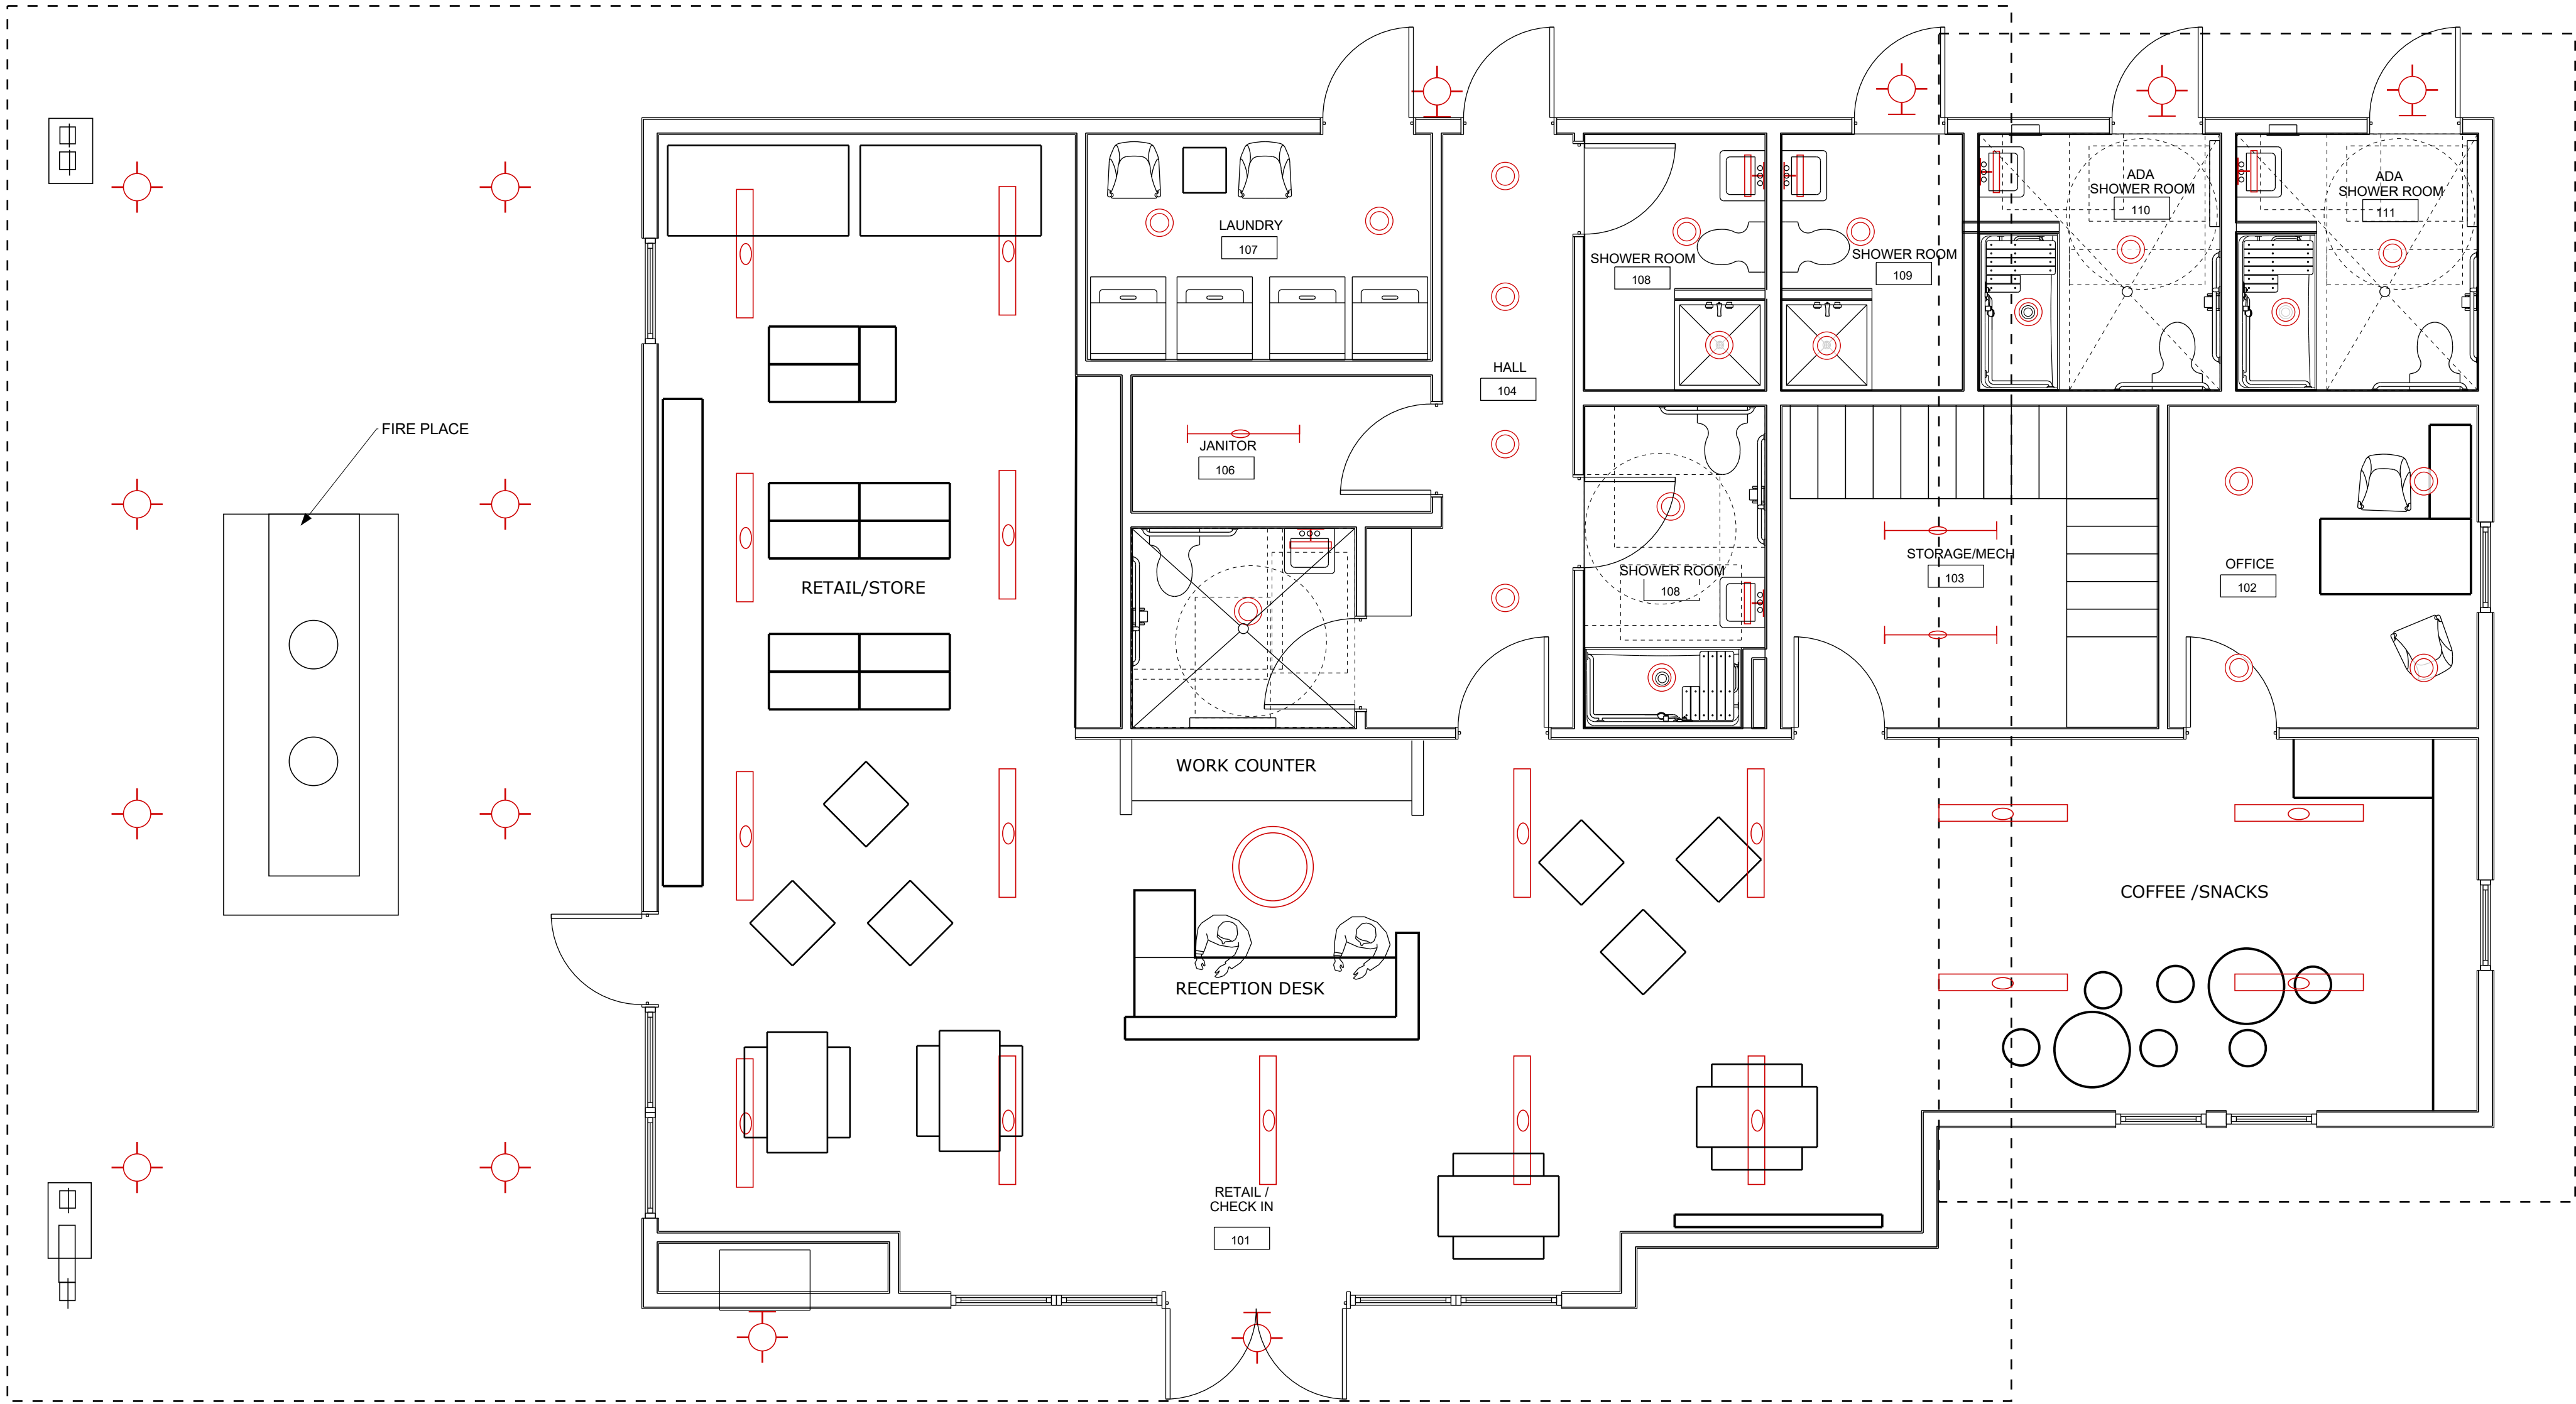 LAUNDRY
107
SHOWER ROOM
108
SHOWER ROOM
109
ADA
SHOWER ROOM
110
ADA
SHOWER ROOM
111
HALL
104
FIRE PLACE
JANITOR
106
RETAIL/STORE
SHOWER ROOM
108
STORAGE/MECH
103
OFFICE
102
WORK COUNTER
COFFEE /SNACKS
RECEPTION DESK
RETAIL /
CHECK IN
101